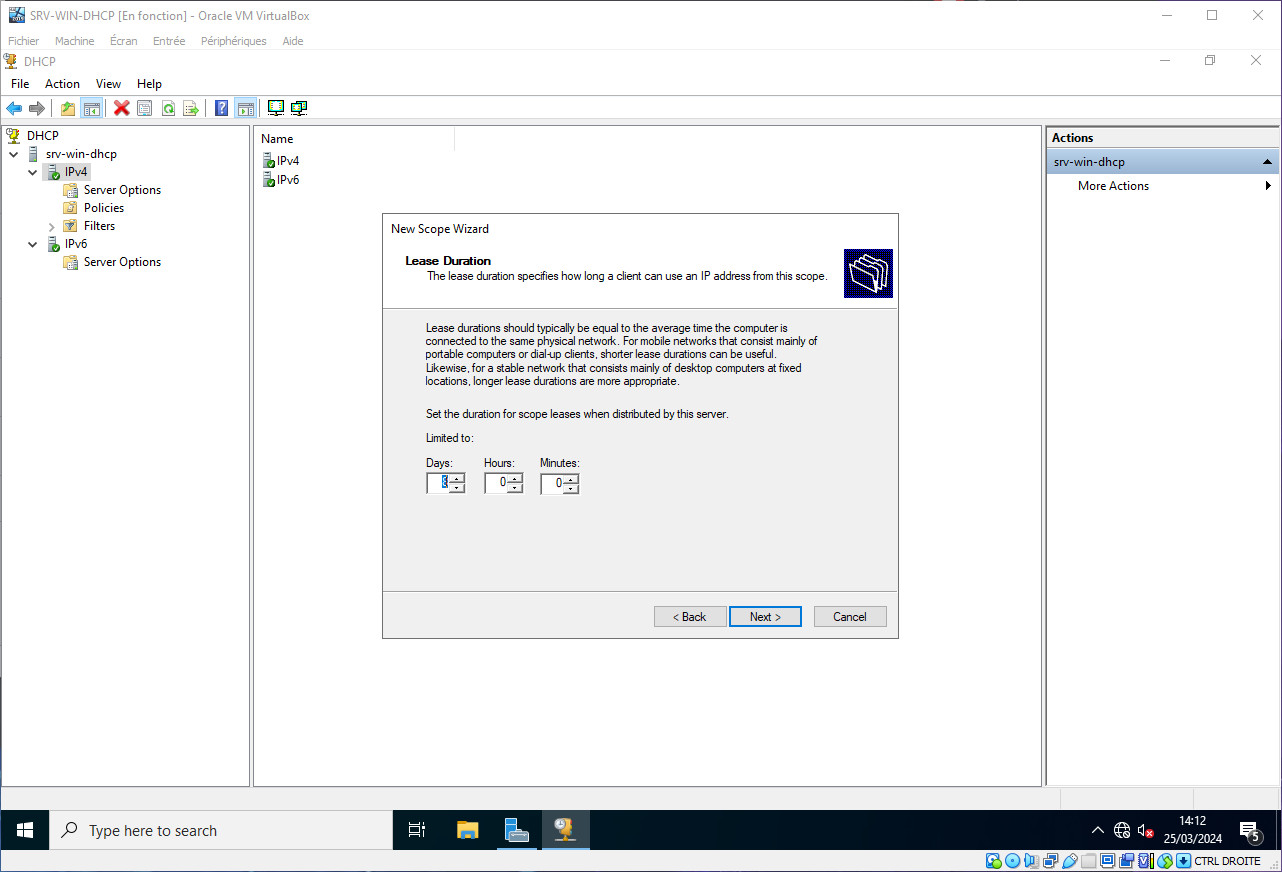 SRV-WIN-DHCP [En fonction] - Oracle VM VirtualBox
Fichier Machine Écran Entrée Périphériques Aide
DHCP
File Action View Help
DHCP
srv-win-dhcp
IPv4
Server Options
Policies
Filters
IPv6
Server Options
Name
IPv4
IPv6
New Scope Wizard
Lease Duration
The lease duration specifies how long a client can use an IP address from this scope.
Lease durations should typically be equal to the average time the computer is
connected to the same physical network. For mobile networks that consist mainly of
portable computers or dial-up clients, shorter lease durations can be useful.
Likewise, for a stable network that consists mainly of desktop computers at fixed
locations, longer lease durations are more appropriate.
Set the duration for scope leases when distributed by this server.
Limited to:
Days: Hours: Minutes:
8 0 0
< Back Next > Cancel
Actions
srv-win-dhcp
More Actions
Type here to search
14:12
25/03/2024
5
CTRL DROITE